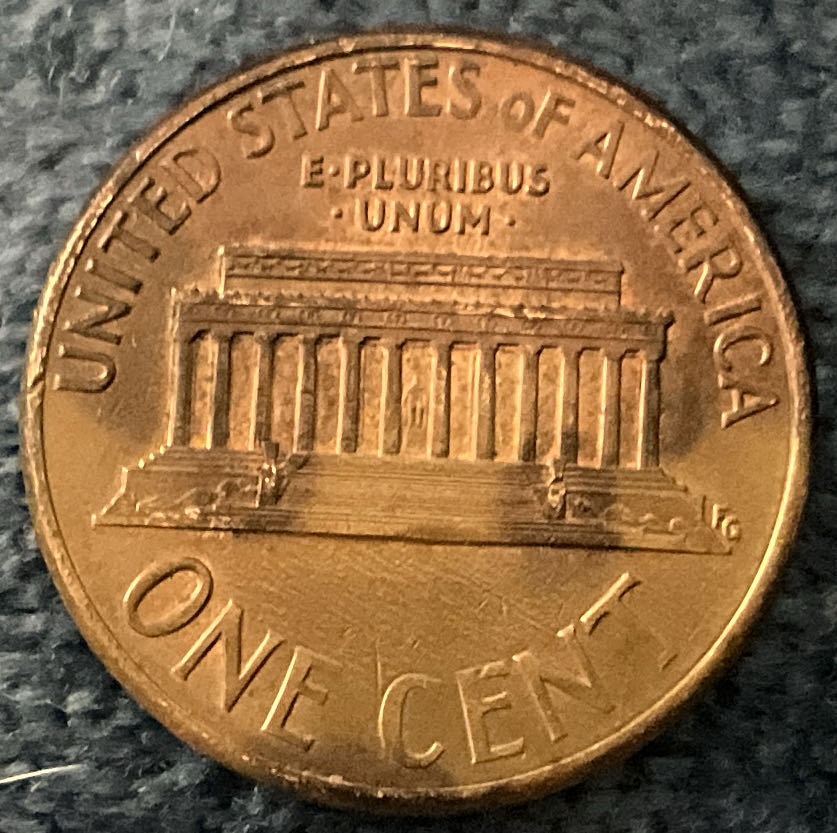 UNITED STATES OF AMERICA
E·PLURIBUS
·UNUM·
FG
ONE CENT